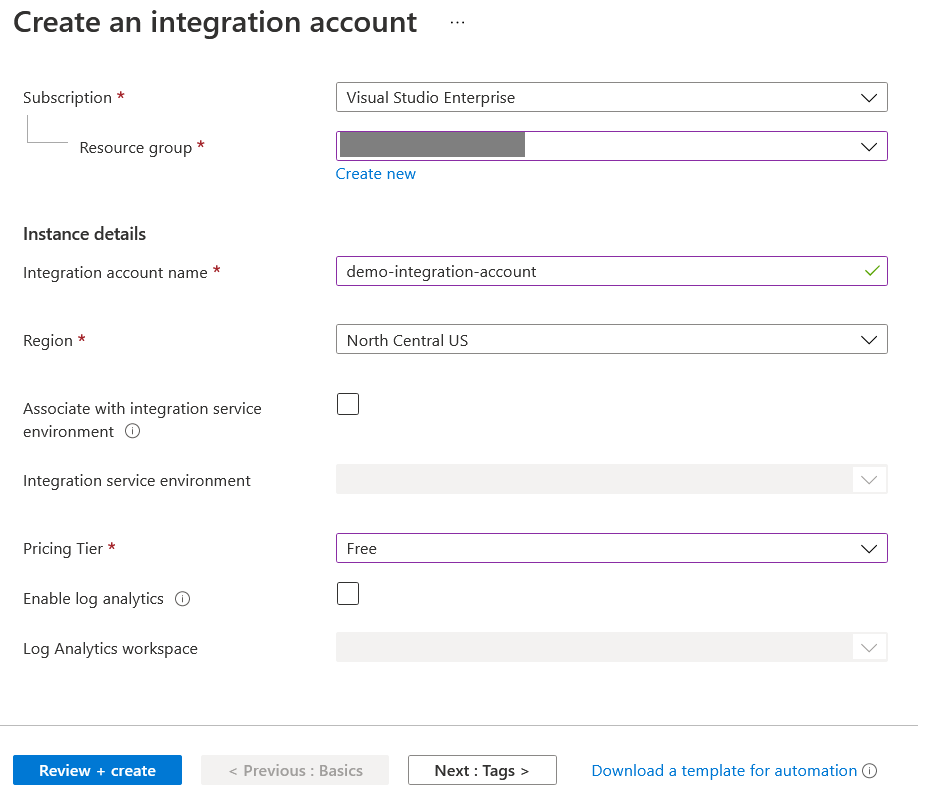 Create an integration account ...
Subscription * Visual Studio Enterprise
Resource group *
Create new
Instance details
Integration account name * demo-integration-account
Region * North Central US
Associate with integration service
environment
Integration service environment
Pricing Tier * Free
Enable log analytics
Log Analytics workspace
Review + create < Previous : Basics Next : Tags > Download a template for automation